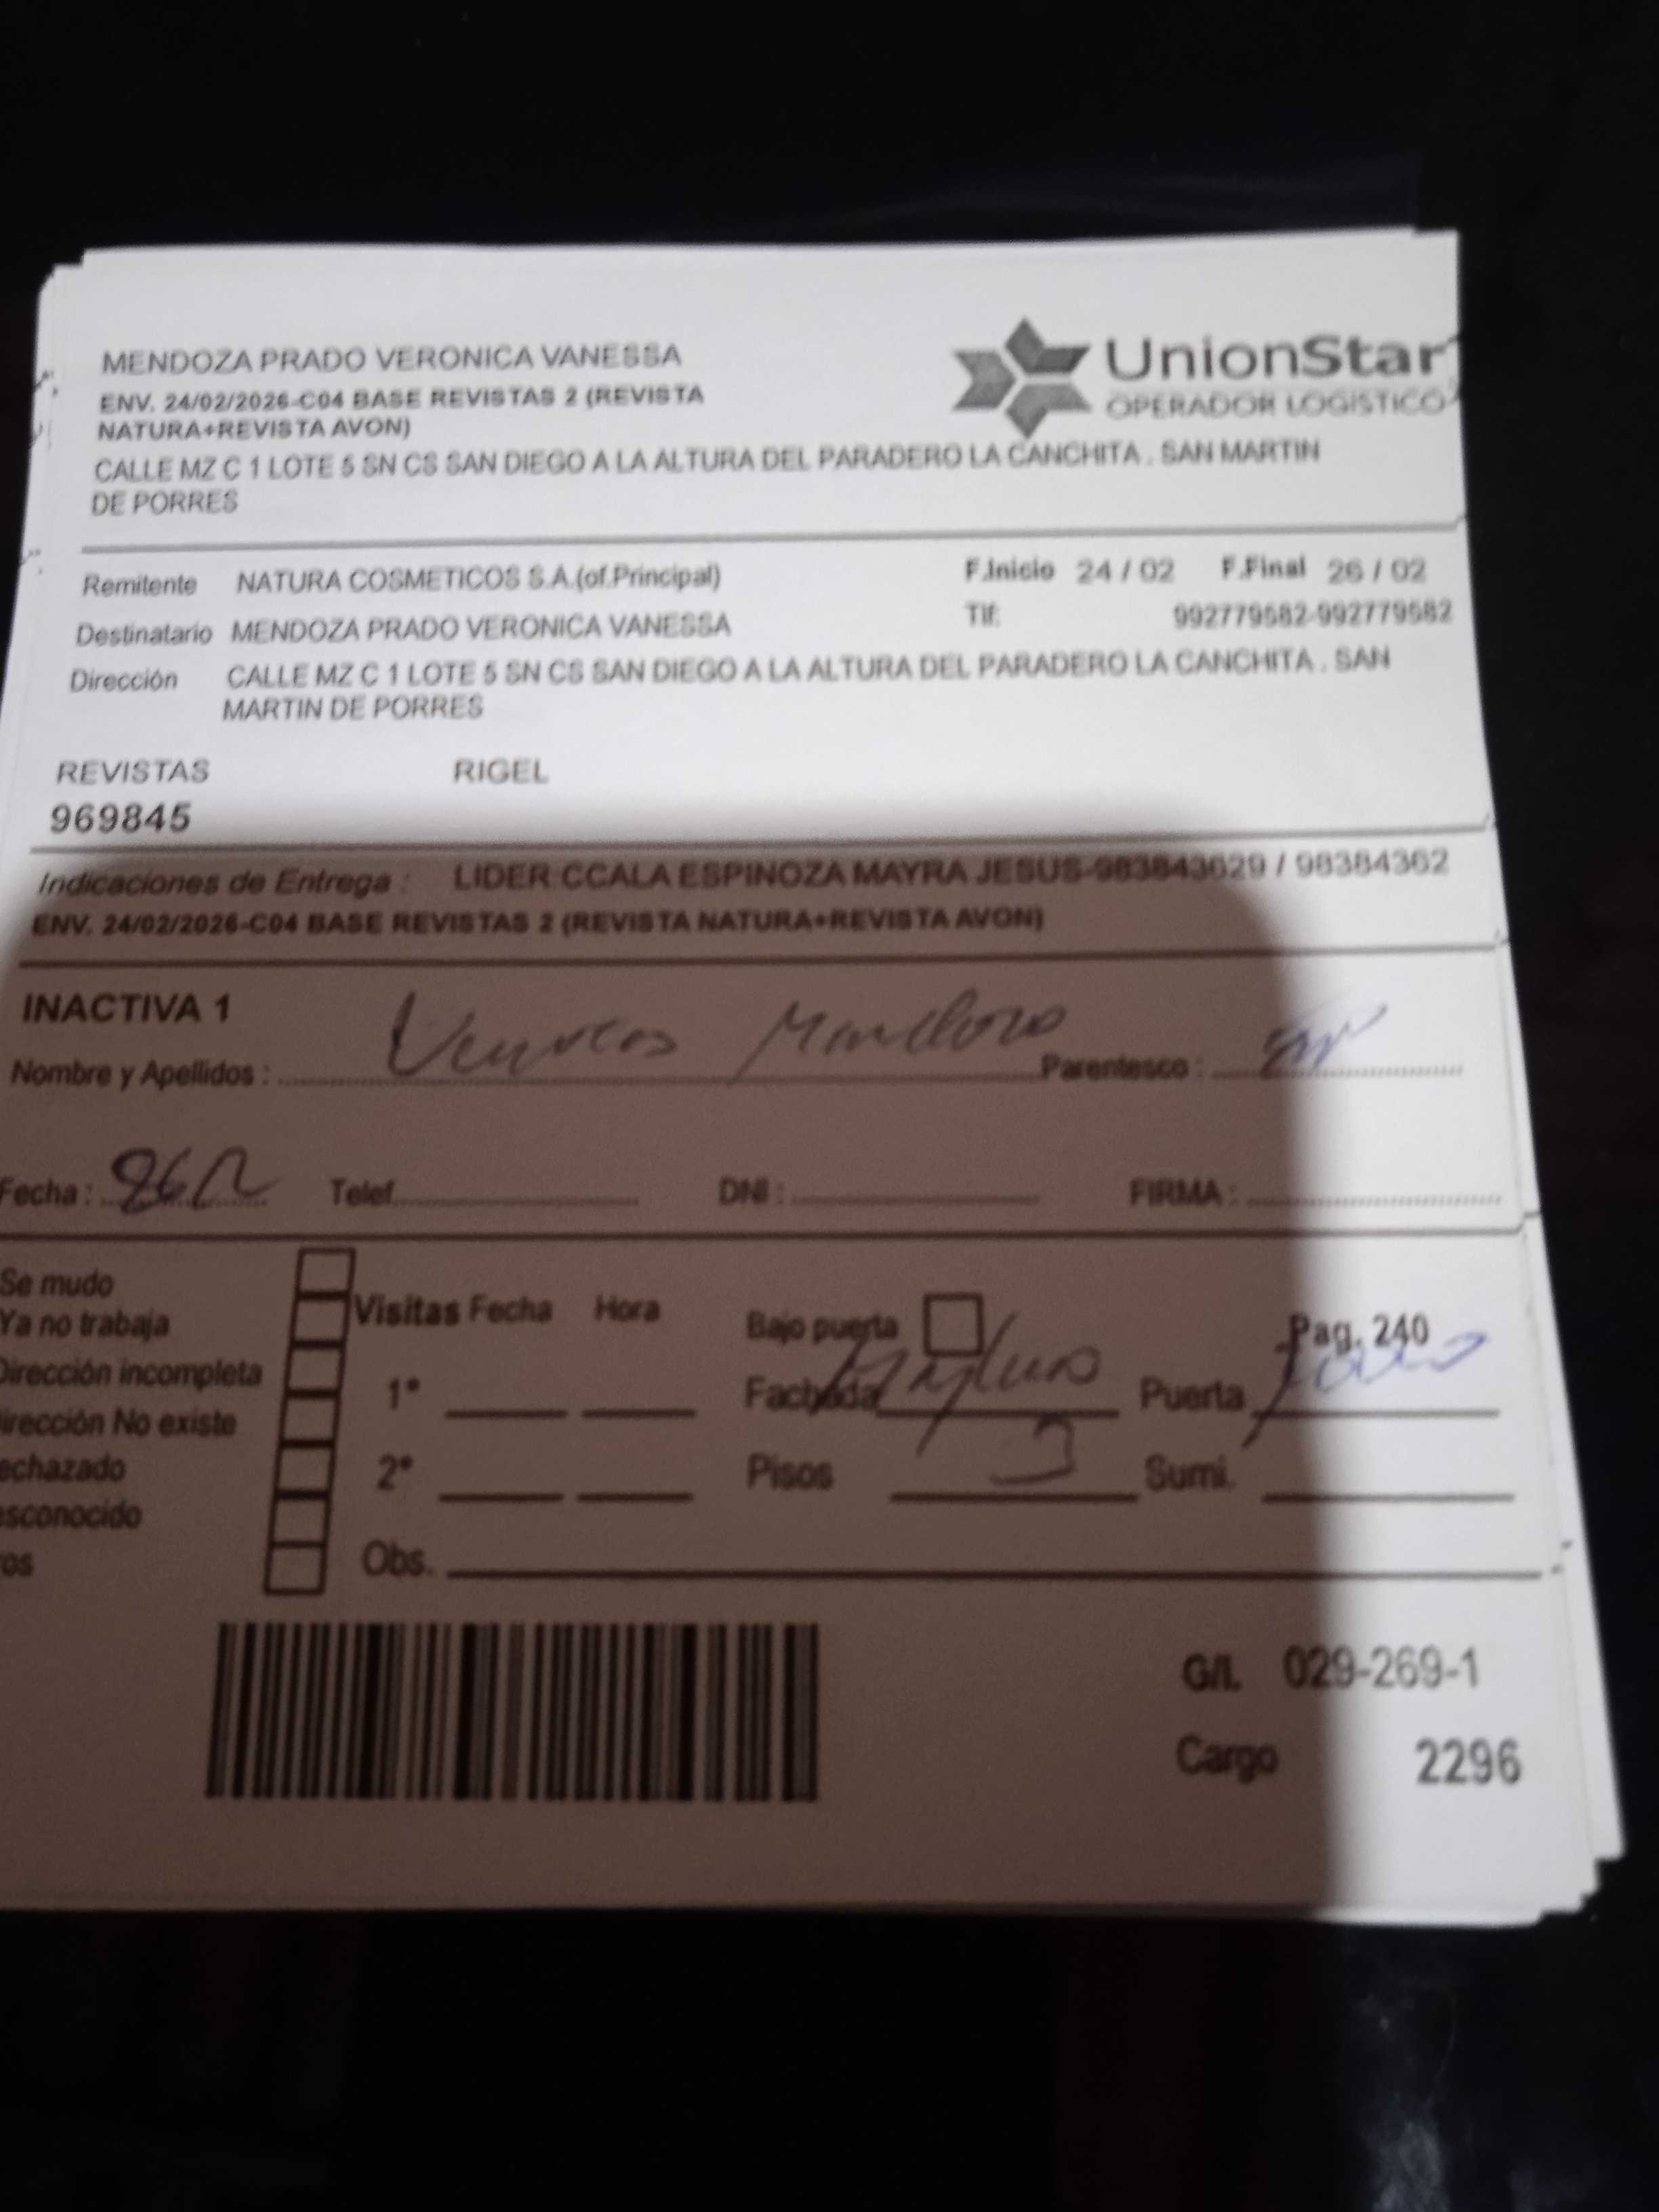 MENDOZA PRADO VERONICA VANESSA
UnionStar
OPERADOR LOGISTICO
ENV. 24/02/2026-C04 BASE REVISTAS 2 (REVISTA
NATURA+REVISTA AVON)
CALLE MZ C 1 LOTE 5 SN CS SAN DIEGO A LA ALTURA DEL PARADERO LA CANCHITA . SAN MARTIN
DE PORRES
Remitente NATURA COSMETICOS S.A.(of.Principal) F.Inicio 24 / 02 F.Final 26 / 02
Destinatario MENDOZA PRADO VERONICA VANESSA Tlf: 992779582-992779582
Dirección CALLE MZ C 1 LOTE 5 SN CS SAN DIEGO A LA ALTURA DEL PARADERO LA CANCHITA . SAN
MARTIN DE PORRES
REVISTAS RIGEL
969845
Indicaciones de Entrega : LIDER CCALA ESPINOZA MAYRA JESUS-983843629 / 98384362
ENV. 24/02/2026-C04 BASE REVISTAS 2 (REVISTA NATURA+REVISTA AVON)
INACTIVA 1
Nombre y Apellidos : Mendoza Parentesco :
Fecha : Telef. DNI : FIRMA :
Se mudo
Visitas Fecha Hora Bajo puerta Pag. 240
Ya no trabaja
Dirección incompleta 1° Fachada Puerta
irección No existe
echazado 2° Pisos 3 Sumi.
esconocido
ros Obs.
G/L 029-269-1
Cargo 2296